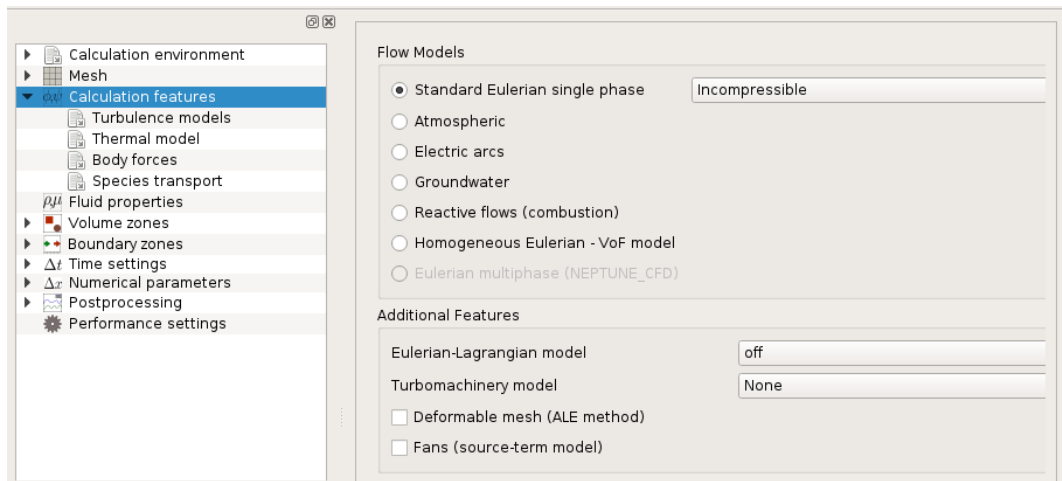 Calculation environment
Mesh
Calculation features
Turbulence models
Thermal model
Body forces
Species transport
ρ,μ Fluid properties
Volume zones
Boundary zones
Δt Time settings
Δx Numerical parameters
Postprocessing
Performance settings
Flow Models
Standard Eulerian single phase Incompressible
Atmospheric
Electric arcs
Groundwater
Reactive flows (combustion)
Homogeneous Eulerian - VoF model
Eulerian multiphase (NEPTUNE_CFD)
Additional Features
Eulerian-Lagrangian model off
Turbomachinery model None
Deformable mesh (ALE method)
Fans (source-term model)